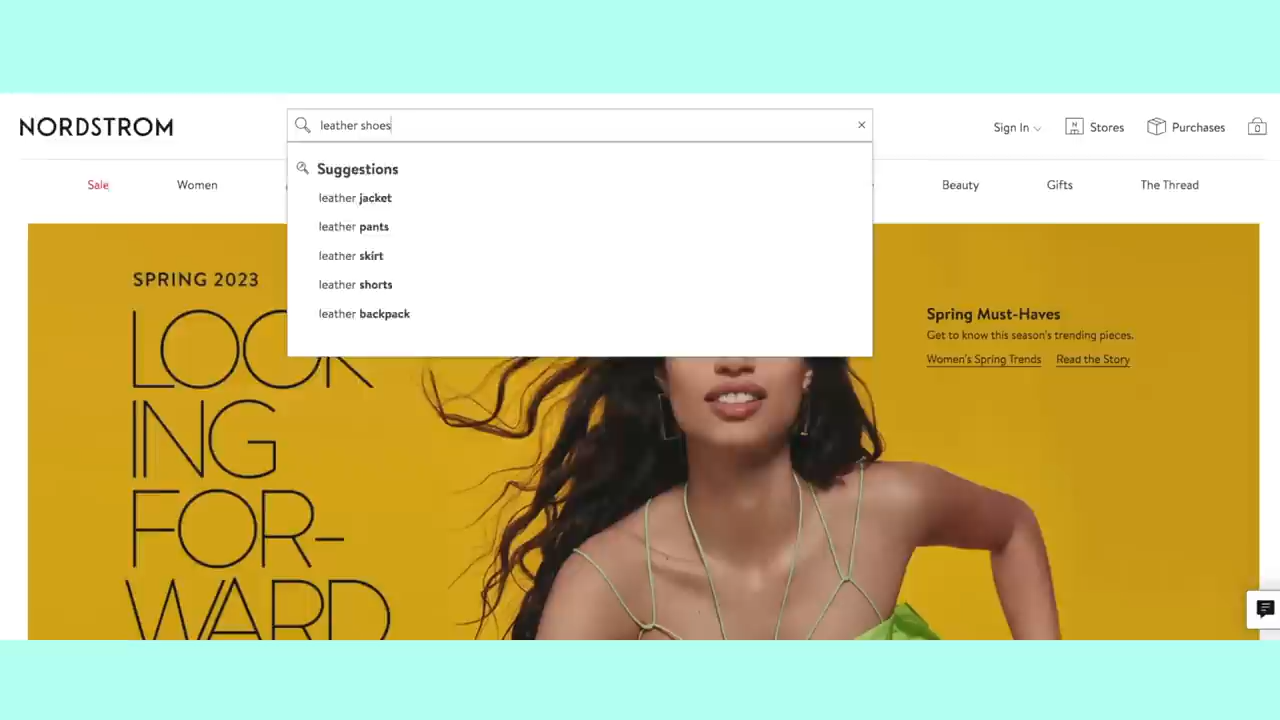 NORDSTROM
leather shoes
Sign In
Stores
Purchases
0
Suggestions
leather jacket
leather pants
leather skirt
leather shorts
leather backpack
Sale
Women
Beauty
Gifts
The Thread
SPRING 2023
LOOK
ING
FOR-
WARD
Spring Must-Haves
Get to know this season's trending pieces.
Women's Spring Trends
Read the Story